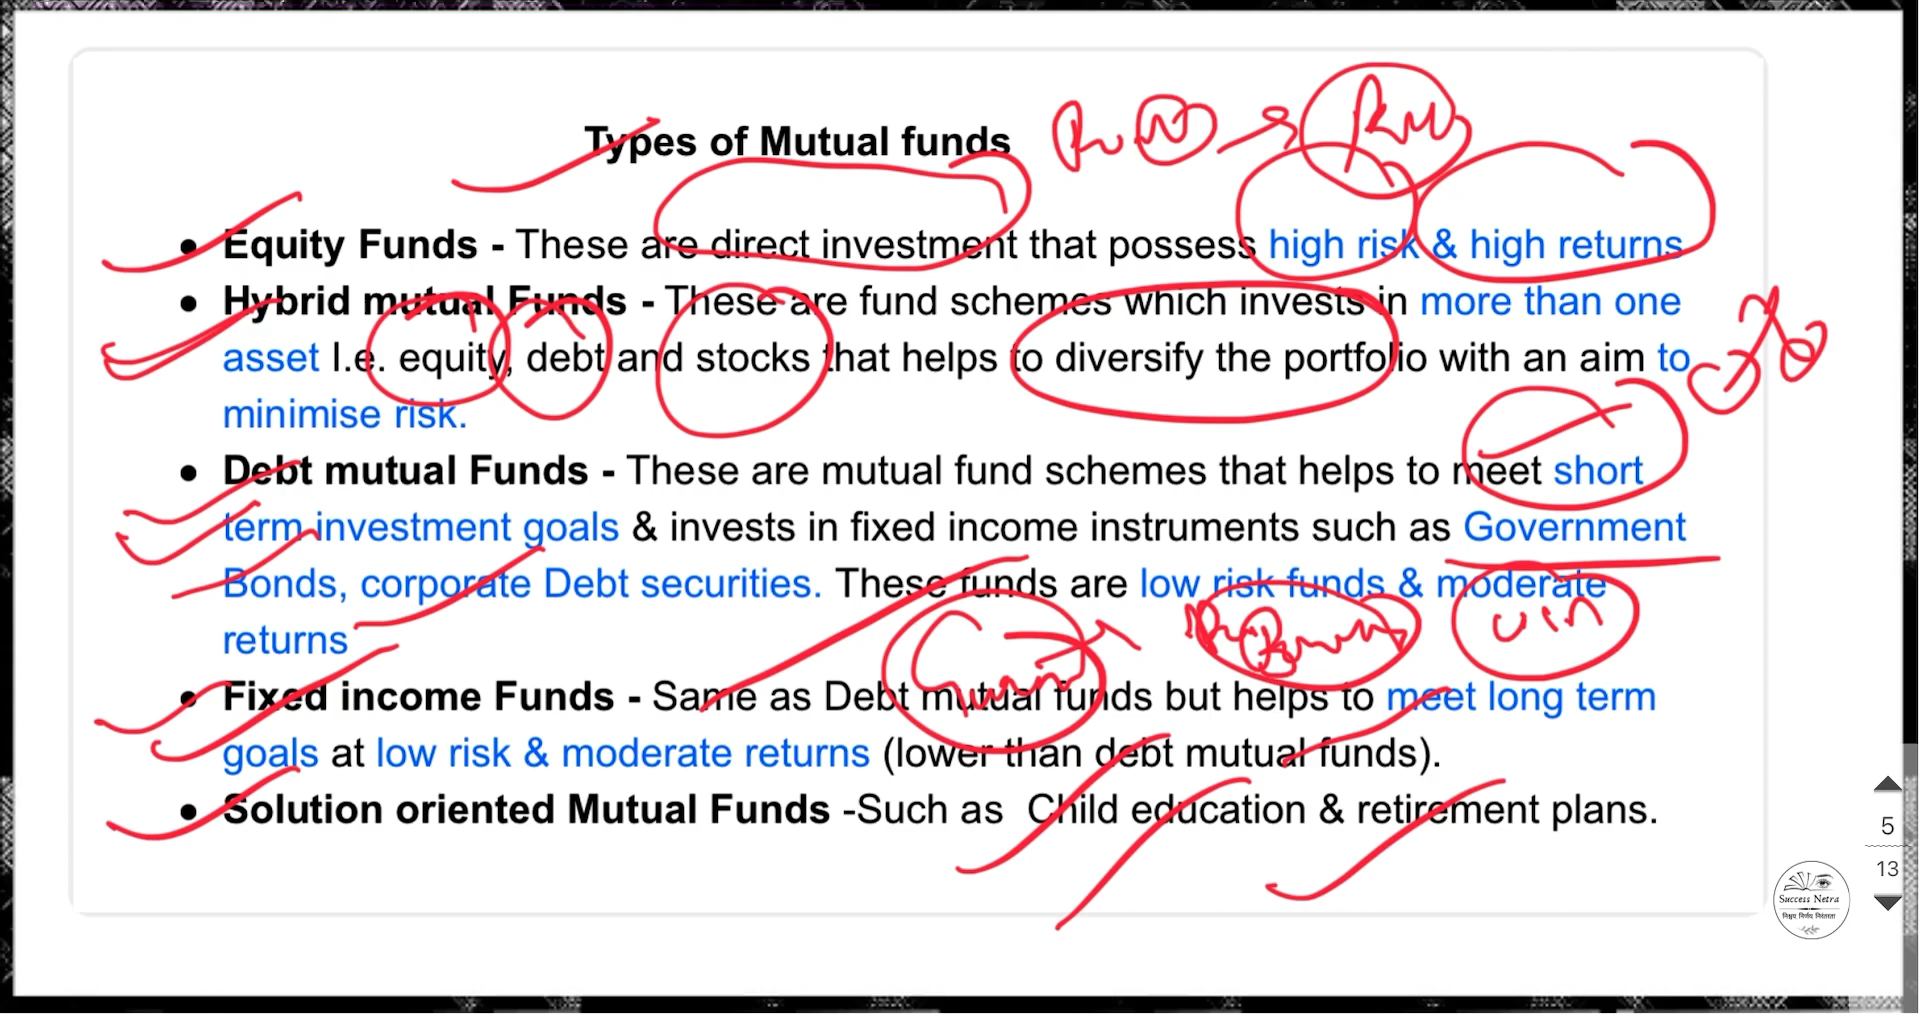 Types of Mutual funds
● Equity Funds - These are direct investment that possess high risk & high returns
● Hybrid mutual Funds - These are fund schemes which invests in more than one
asset I.e. equity, debt and stocks that helps to diversify the portfolio with an aim to
minimise risk.
● Debt mutual Funds - These are mutual fund schemes that helps to meet short
term investment goals & invests in fixed income instruments such as Government
Bonds, corporate Debt securities. These funds are low risk funds & moderate
returns
● Fixed income Funds - Same as Debt mutual funds but helps to meet long term
goals at low risk & moderate returns (lower than debt mutual funds).
● Solution oriented Mutual Funds -Such as Child education & retirement plans.
5
13
Success Netra